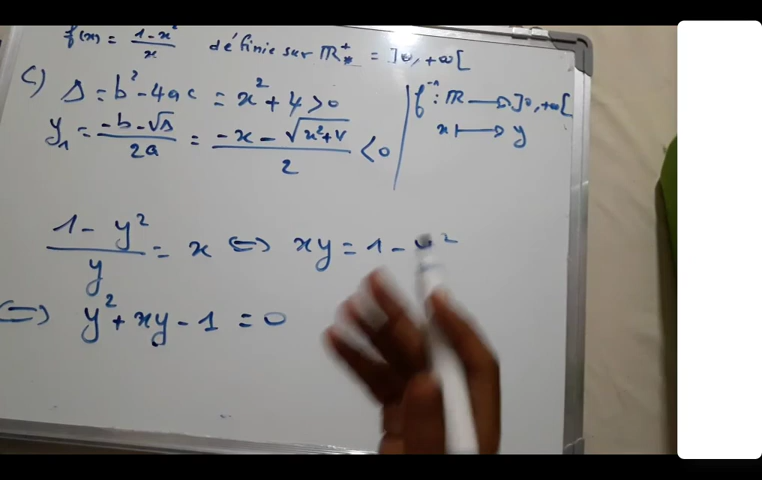 f(x) = (1-x²)/x définie sur ℝ*⁺ = ]0, +∞[
C) Δ = b² - 4ac = x² + 4 > 0
y₁ = (-b - √Δ)/2a = (-x - √(x²+4))/2 < 0
f⁻¹ : ℝ ⟶ ]0, +∞[
x ⟼ y
(1 - y²)/y = x ⇔ xy = 1 - y²
⇔ y² + xy - 1 = 0